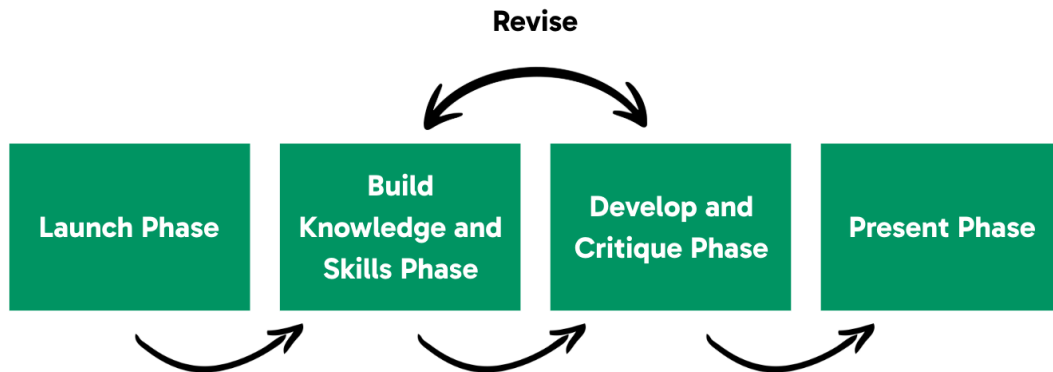 Revise
Launch Phase
Build
Knowledge and
Skills Phase
Develop and
Critique Phase
Present Phase